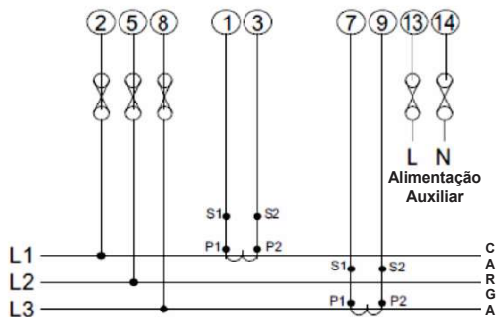 2 5 8 1 3 7 9 13 14
L N
Alimentação
Auxiliar
S1 S2
P1 P2
L1
S1 S2
L2
P1 P2
L3
C
A
R
G
A